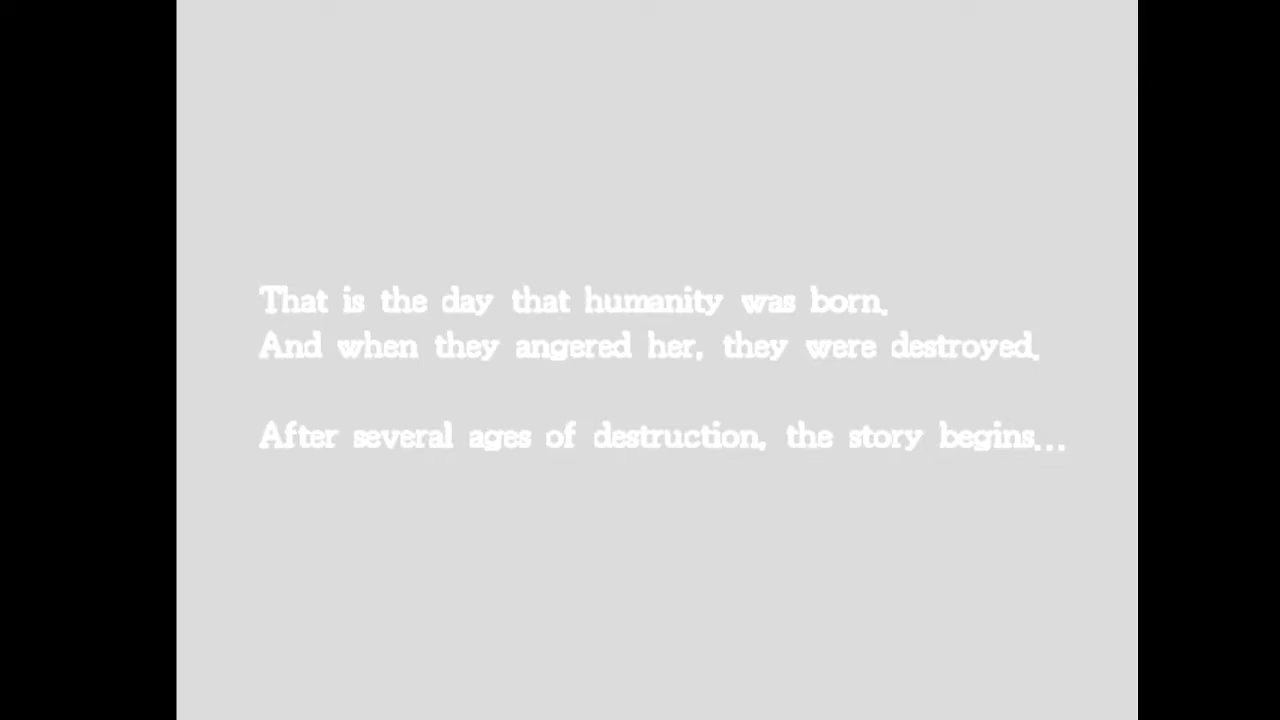 That is the day that humanity was born.
And when they angered her, they were destroyed.
After several ages of destruction, the story begins...